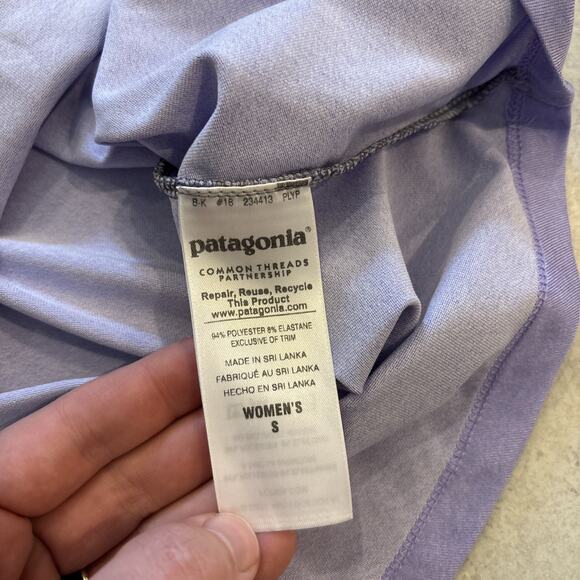 B-K #18 234413 PLYP
patagonia®
COMMON THREADS
PARTNERSHIP
Repair, Reuse, Recycle
This Product
www.patagonia.com
94% POLYESTER 6% ELASTANE
EXCLUSIVE OF TRIM
MADE IN SRI LANKA
FABRIQUÉ AU SRI LANKA
HECHO EN SRI LANKA
WOMEN'S
S